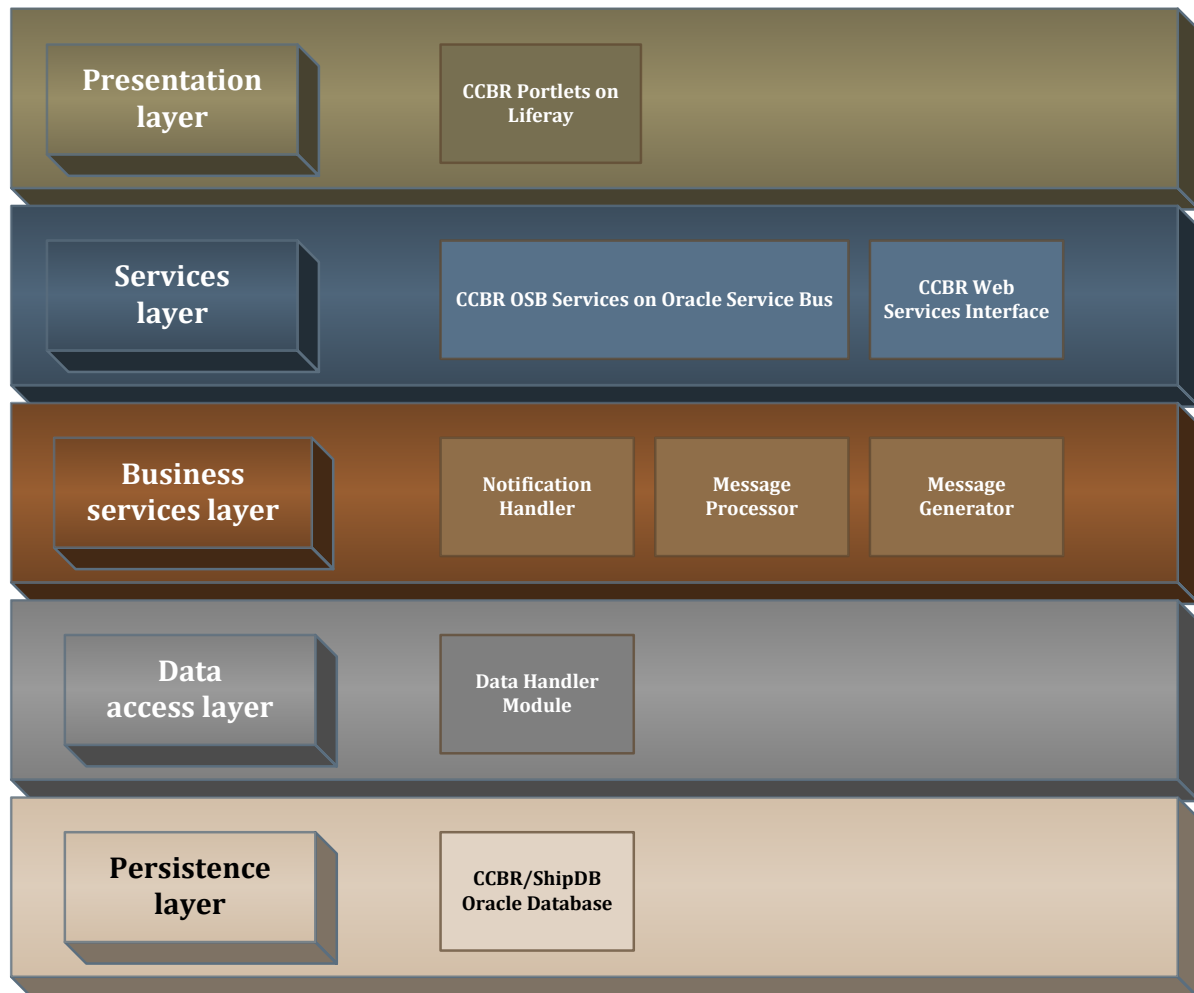 Presentation
layer
CCBR Portlets on
Liferay
Services
layer
CCBR OSB Services on Oracle Service Bus
CCBR Web
Services Interface
Business
services layer
Notification
Handler
Message
Processor
Message
Generator
Data
access layer
Data Handler
Module
Persistence
layer
CCBR/ShipDB
Oracle Database